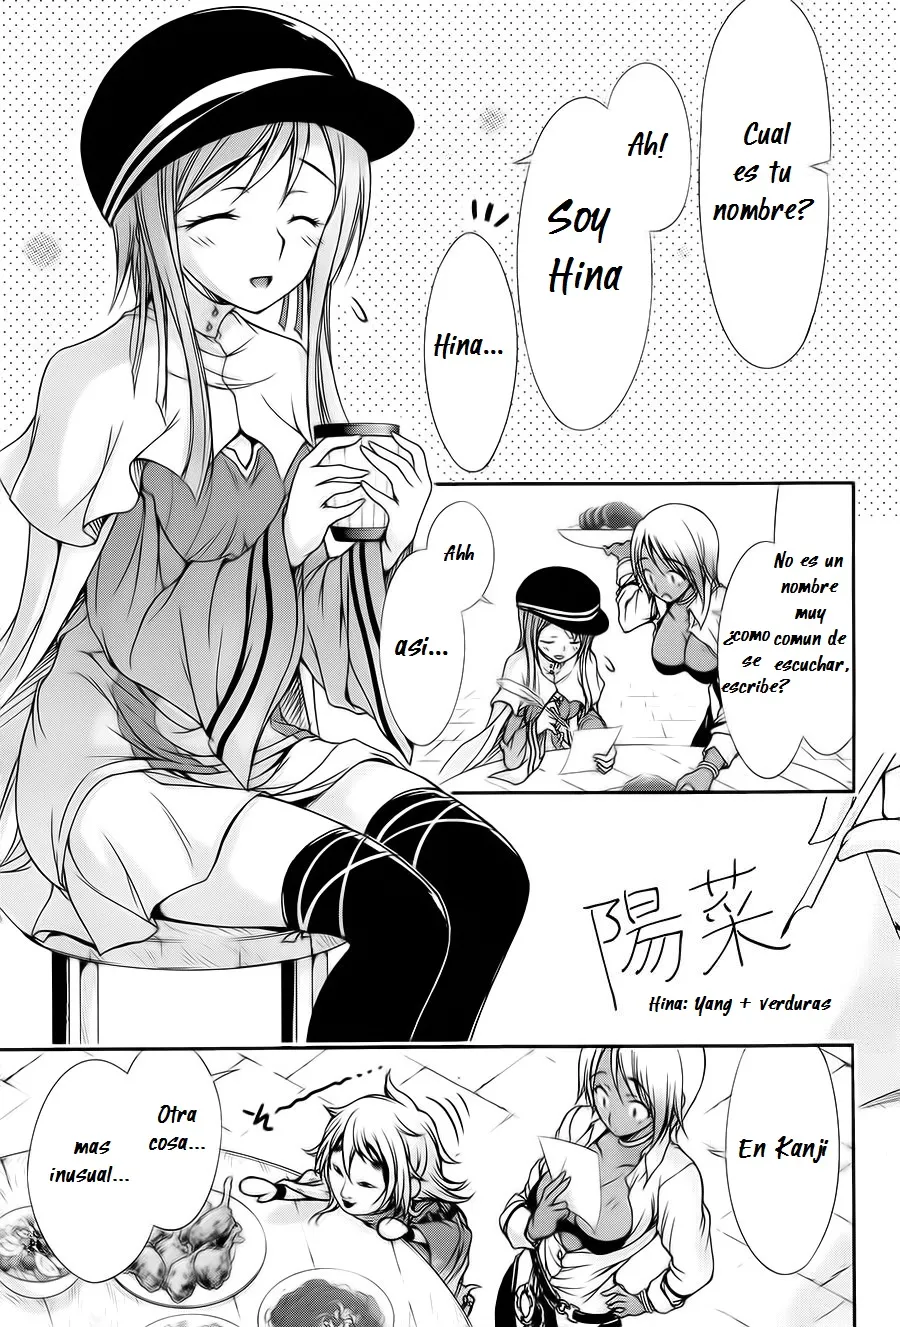 Cual
es tu
nombre?
Ah!
Soy
Hina
Hina...
No es un
nombre
muy
comun de
escuchar,
¿como
se
escribe?
Ahh
asi...
陽菜
Hina: Yang + verduras
En Kanji
Otra
cosa...
mas
inusual...